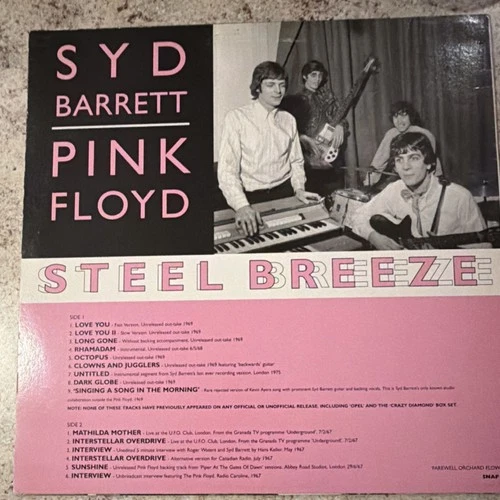 SYD
BARRETT
PINK
FLOYD
STEEL BREEZE
SIDE 1
1. LOVE YOU - Fast Version. Unreleased out-take 1969
2. LOVE YOU II - Slow Version. Unreleased out-take 1969
3. LONG GONE - Without backing accompaniment. Unreleased out-take 1969
4. RHAMADAM - Instrumental. Unreleased out-take 6/5/68
5. OCTOPUS - Unreleased out-take 1969
6. CLOWNS AND JUGGLERS - Unreleased out-take 1969 featuring 'backwards' guitar
7. UNTITLED - Instrumental segment from Syd Barrett's last ever recording session. London 1975
8. DARK GLOBE - Unreleased out-take 1969
9. 'SINGING A SONG IN THE MORNING' - Rare rejected version of Kevin Ayers song with prominent Syd Barrett guitar and backing vocals. This is Syd Barrett's only known studio
collaboration outside the Pink Floyd. 1969
NOTE: NONE OF THESE TRACKS HAVE PREVIOUSLY APPEARED ON ANY OFFICIAL OR UNOFFICIAL RELEASE, INCLUDING 'OPEL' AND THE 'CRAZY DIAMOND' BOX SET.
SIDE 2
1. MATHILDA MOTHER - Live at the U.F.O. Club, London. From the Granada TV programme 'Underground'. 7/2/67
2. INTERSTELLAR OVERDRIVE - Live at the U.F.O. Club, London. From the Granada TV programme 'Underground'. 7/2/67
3. INTERVIEW - Unedited 2 minute interview with Roger Waters and Syd Barrett by Hans Keller. May 1967
4. INTERSTELLAR OVERDRIVE - Alternative version for Canadian Radio, July 1967
5. SUNSHINE - Unreleased Pink Floyd backing track from 'Piper At The Gates Of Dawn' sessions. Abbey Road Studios, London. 29/6/67
6. INTERVIEW - Unbroadcast interview featuring The Pink Floyd. Radio Caroline, 1967
'FAREWELL, ORCHARD FLOW
SNAP